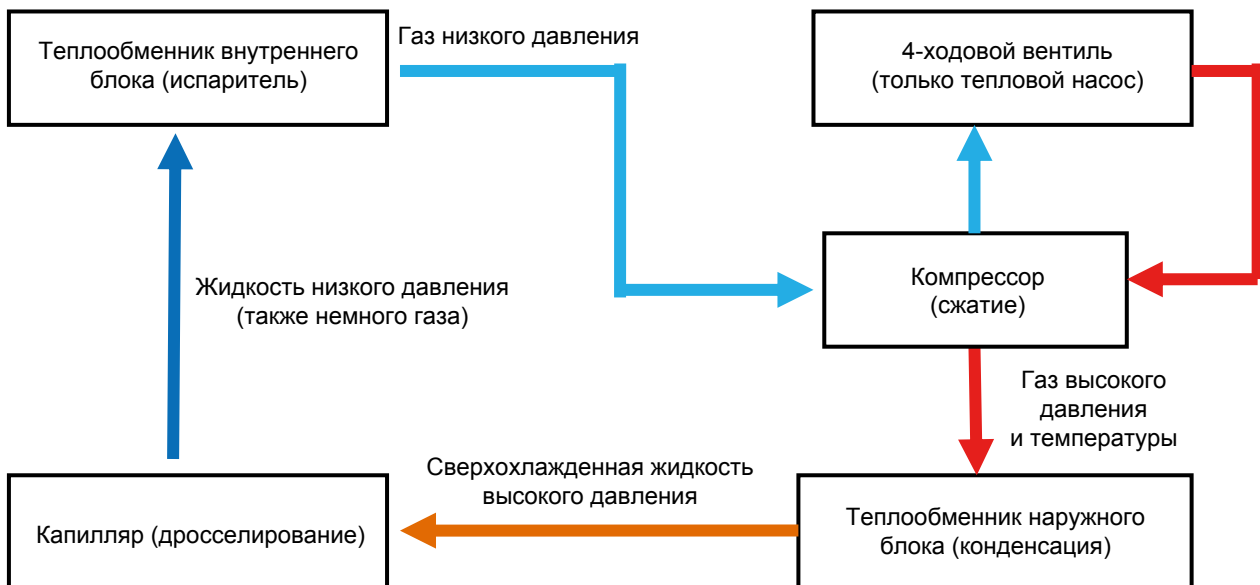 Теплообменник внутреннего
блока (испаритель)
Газ низкого давления
4-ходовой вентиль
(только тепловой насос)
Жидкость низкого давления
(также немного газа)
Компрессор
(сжатие)
Газ высокого
давления
и температуры
Капилляр (дросселирование)
Сверхохлажденная жидкость
высокого давления
Теплообменник наружного
блока (конденсация)